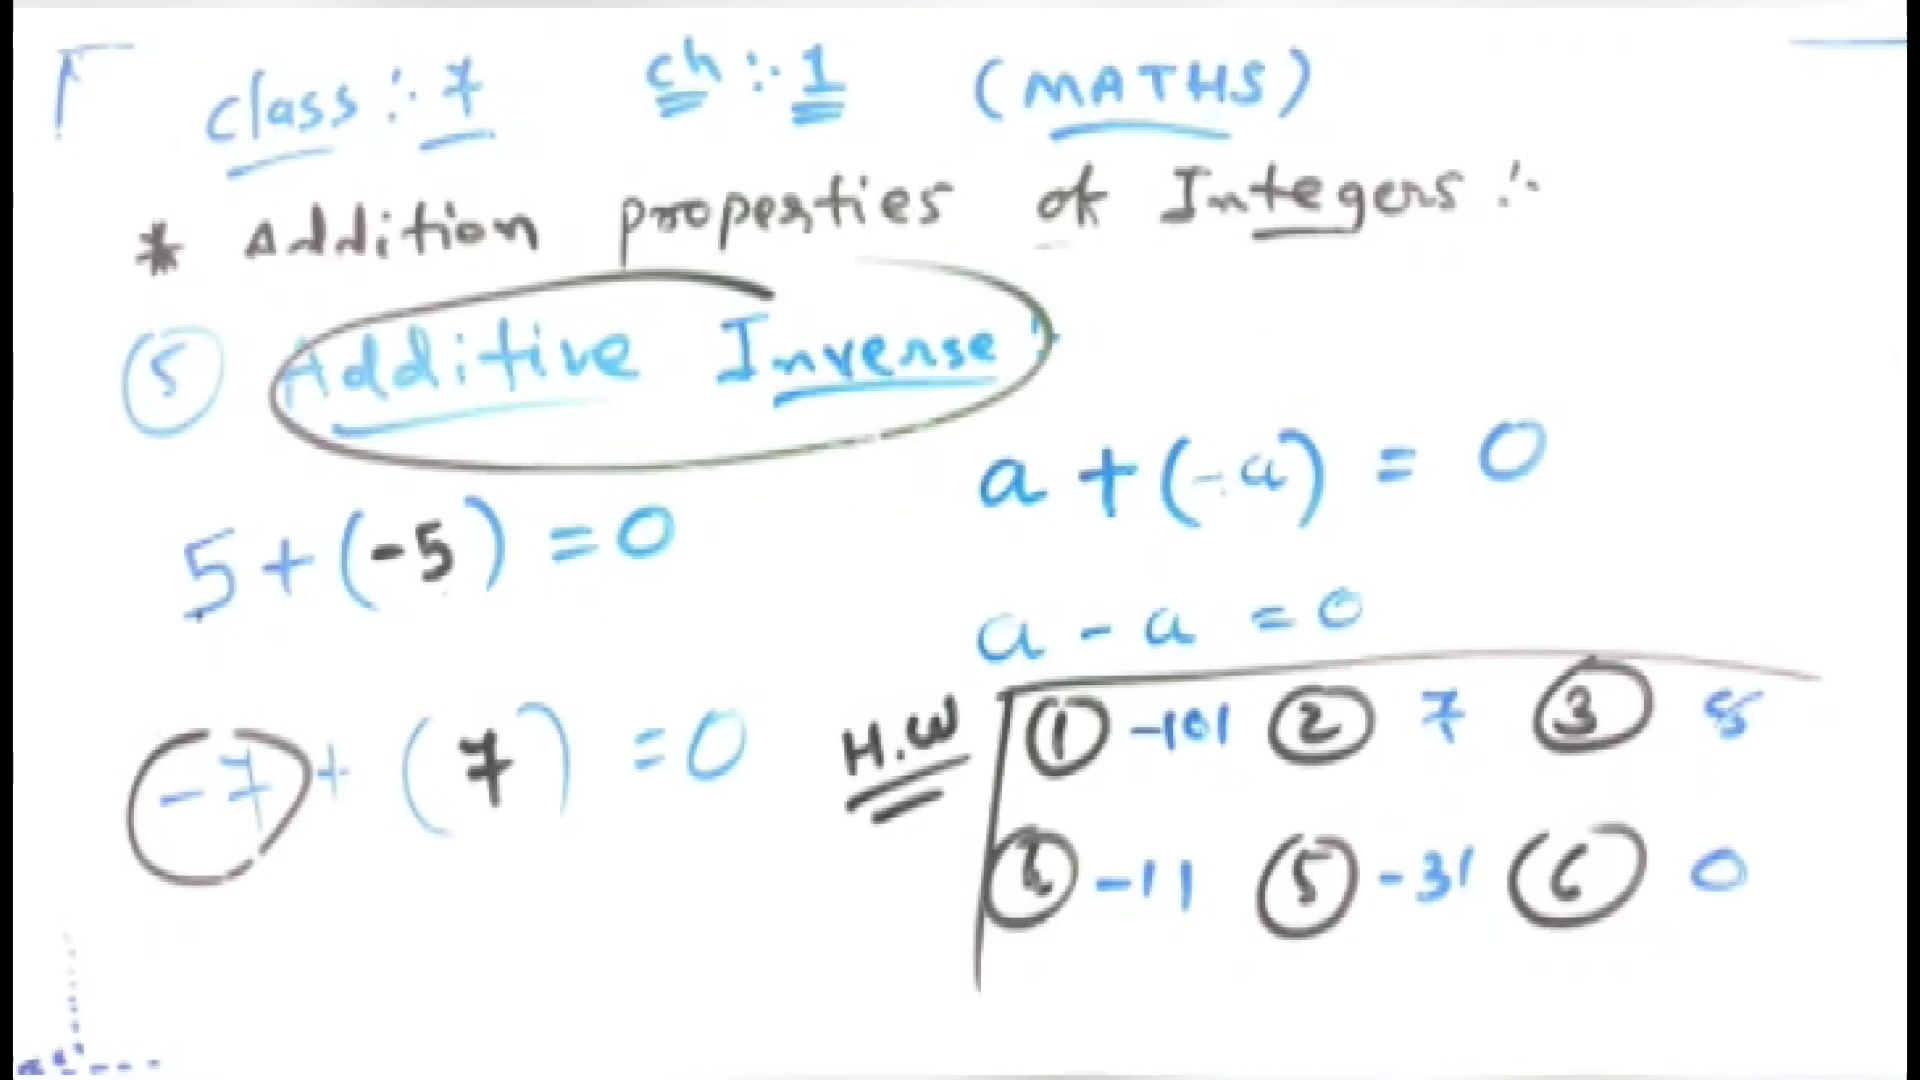 class :- 7 ch :- 1 (MATHS)
* Addition properties of Integers :-
5 Additive Inverse :
a + (-a) = 0
5 + (-5) = 0
a - a = 0
-7 + (7) = 0
H.W 1 -101 2 7 3
4 -11 5 -31 6 0